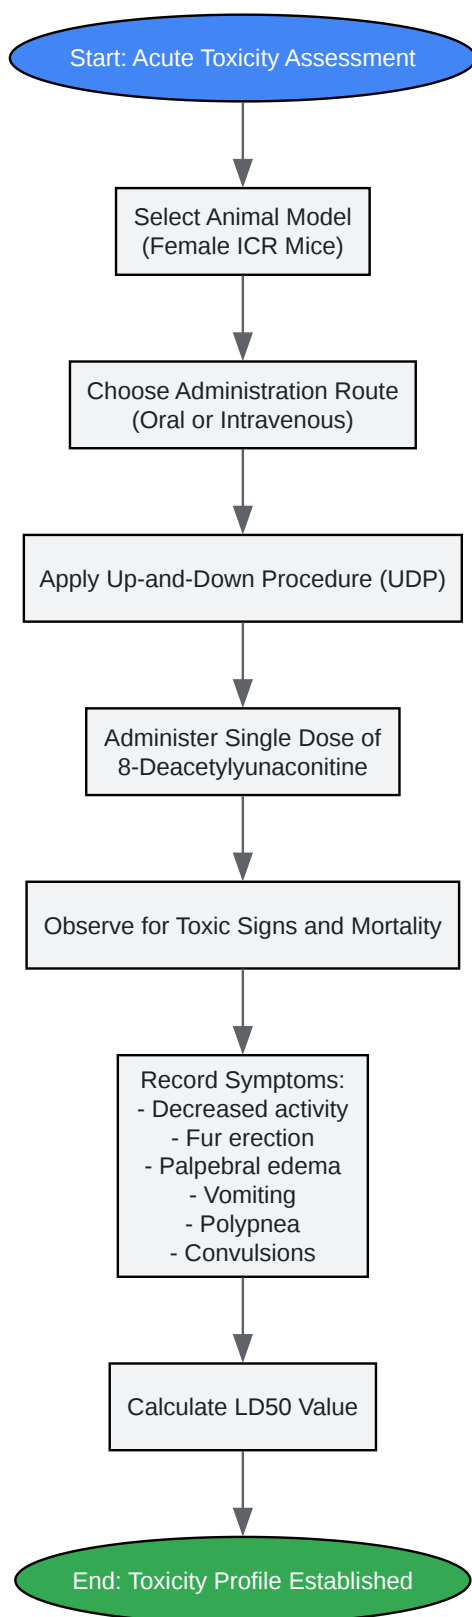 Start: Acute Toxicity Assessment
Select Animal Model
(Female ICR Mice)
Choose Administration Route
(Oral or Intravenous)
Apply Up-and-Down Procedure (UDP)
Administer Single Dose of
8-Deacetylyunaconitine
Observe for Toxic Signs and Mortality
Record Symptoms:
- Decreased activity
- Fur erection
- Palpebral edema
- Vomiting
- Polypnea
- Convulsions
Calculate LD50 Value
End: Toxicity Profile Established